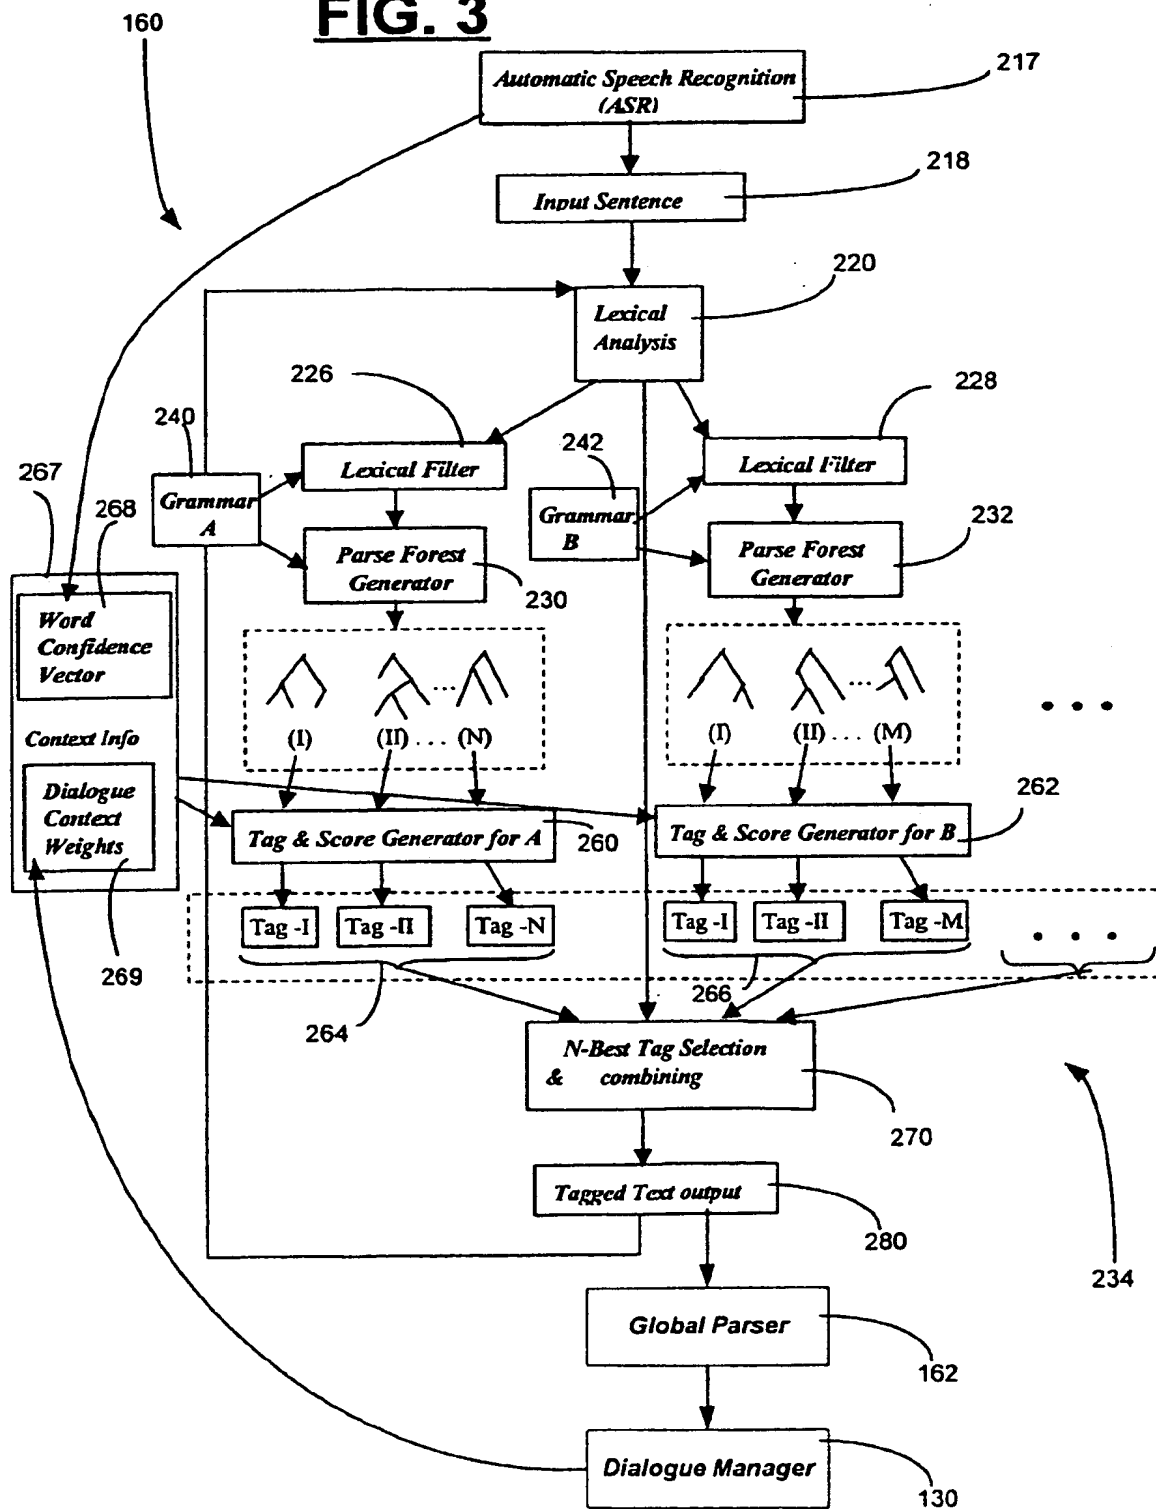 FIG. 3
160
Automatic Speech Recognition
(ASR)
217
Input Sentence
218
Lexical
Analysis
220
226
228
240
242
Lexical Filter
Lexical Filter
267
268
Grammar
A
Grammar
B
232
Parse Forest
Generator
230
Parse Forest
Generator
Word
Confidence
Vector
...
...
• • •
Context Info
(I)
(II) . . . (N)
(I)
(II) . . . (M)
Dialogue
Context
Weights
262
Tag & Score Generator for A
260
Tag & Score Generator for B
Tag -I
Tag -II
Tag -N
Tag -I
Tag -II
Tag -M
• • •
269
264
266
N-Best Tag Selection
& combining
270
Tagged Text output
280
234
Global Parser
162
Dialogue Manager
130